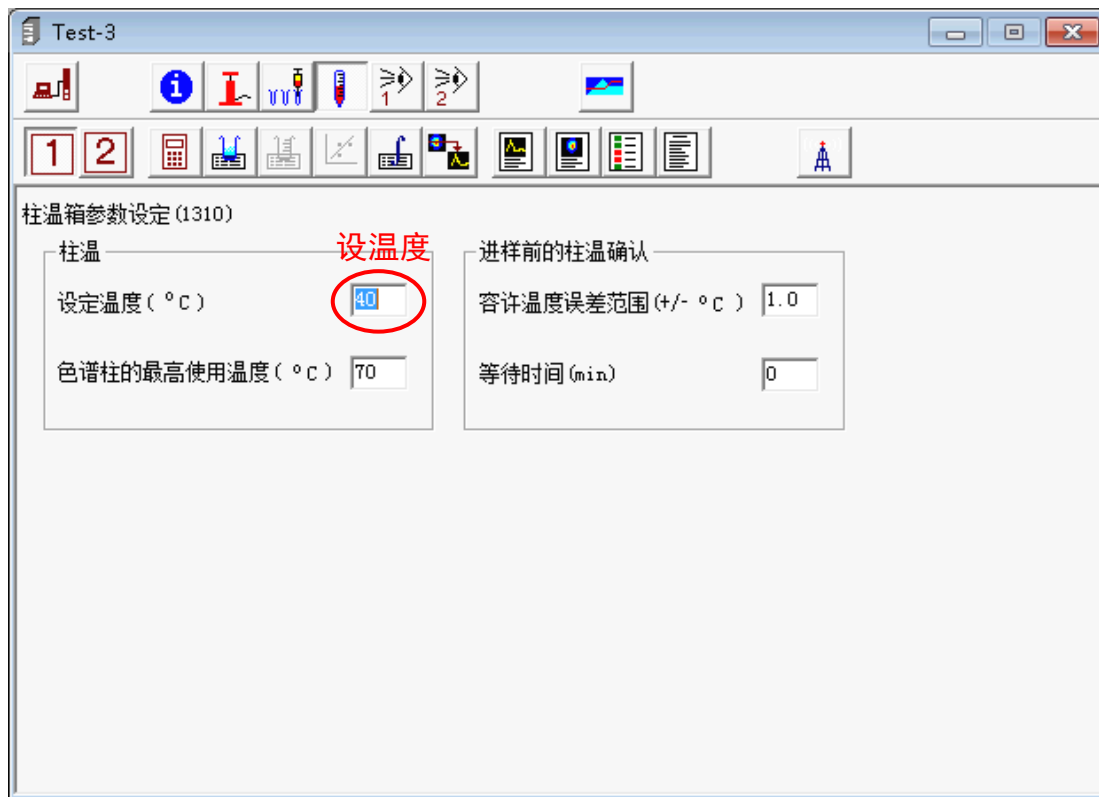 Test-3
1
2
1 2
柱温箱参数设定(1310)
柱温
设温度
设定温度(°C)
40
色谱柱的最高使用温度(°C)
70
进样前的柱温确认
容许温度误差范围(+/- °C )
1.0
等待时间(min)
0